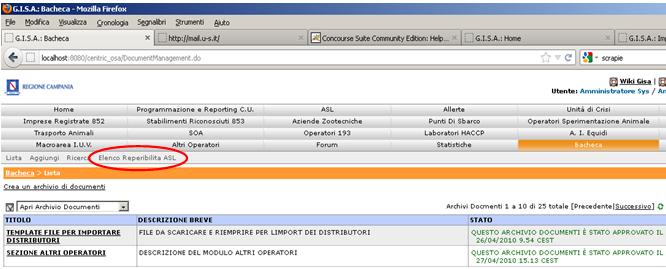 G.I.S.A.: Bacheca - Mozilla Firefox
File Modifica Visualizza Cronologia Segnalibri Strumenti Aiuto
G.I.S.A.: Bacheca http://mail.u-s.it/ Concourse Suite Community Edition: Help... G.I.S.A.: Home G.I.S.A.: Im
localhost:8080/centric_osa/DocumentManagement.do scrapie
REGIONE CAMPANIA
Wiki Gisa
Utente: Amministratore Sys / Am
Home Programmazione e Reporting C.U. ASL Allerte Unità di Crisi
Imprese Registrate 852 Stabilimenti Riconosciuti 853 Aziende Zootecniche Punti Di Sbarco Operatori Sperimentazione Animale
Trasporto Animali SOA Operatori 193 Laboratori HACCP A. I. Equidi
Macroarea I.U.V. Altri Operatori Forum Statistiche Bacheca
Lista Aggiungi Ricerca Elenco Reperibilita ASL
Bacheca > Lista
Crea un archivio di documenti
Apri Archivio Documenti Archivi Docmenti 1 a 10 di 25 totale [Precedente|Successivo]
TITOLO DESCRIZIONE BREVE STATO
TEMPLATE FILE PER IMPORTARE DISTRIBUTORI FILE DA SCARICARE E RIEMPRIRE PER LIMPORT DEI DISTRIBUTORI QUESTO ARCHIVIO DOCUMENTI È STATO APPROVATO IL 26/04/2010 9.54 CEST
SEZIONE ALTRI OPERATORI DESCRIZIONE DEL MODULO ALTRI OPERATORI QUESTO ARCHIVIO DOCUMENTI È STATO APPROVATO IL 27/04/2010 15.13 CEST